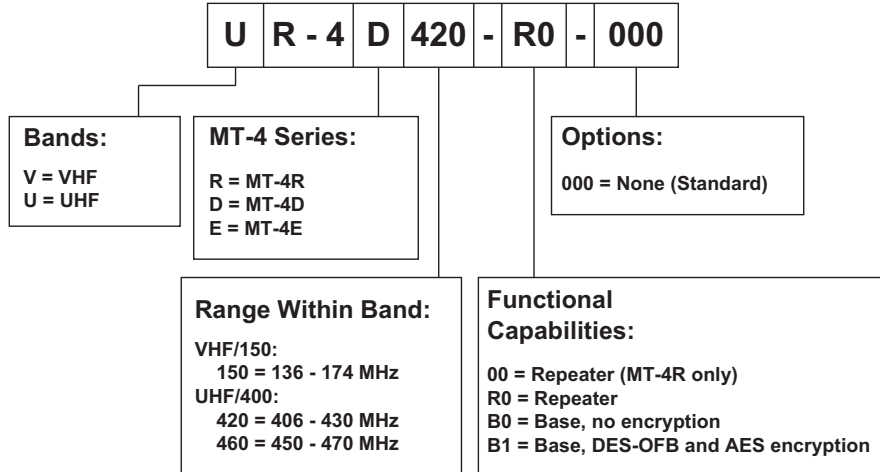 U R - 4 D 420 - R0 - 000
Bands:
V = VHF
U = UHF
MT-4 Series:
R = MT-4R
D = MT-4D
E = MT-4E
Options:
000 = None (Standard)
Range Within Band:
VHF/150:
150 = 136 - 174 MHz
UHF/400:
420 = 406 - 430 MHz
460 = 450 - 470 MHz
Functional
Capabilities:
00 = Repeater (MT-4R only)
R0 = Repeater
B0 = Base, no encryption
B1 = Base, DES-OFB and AES encryption